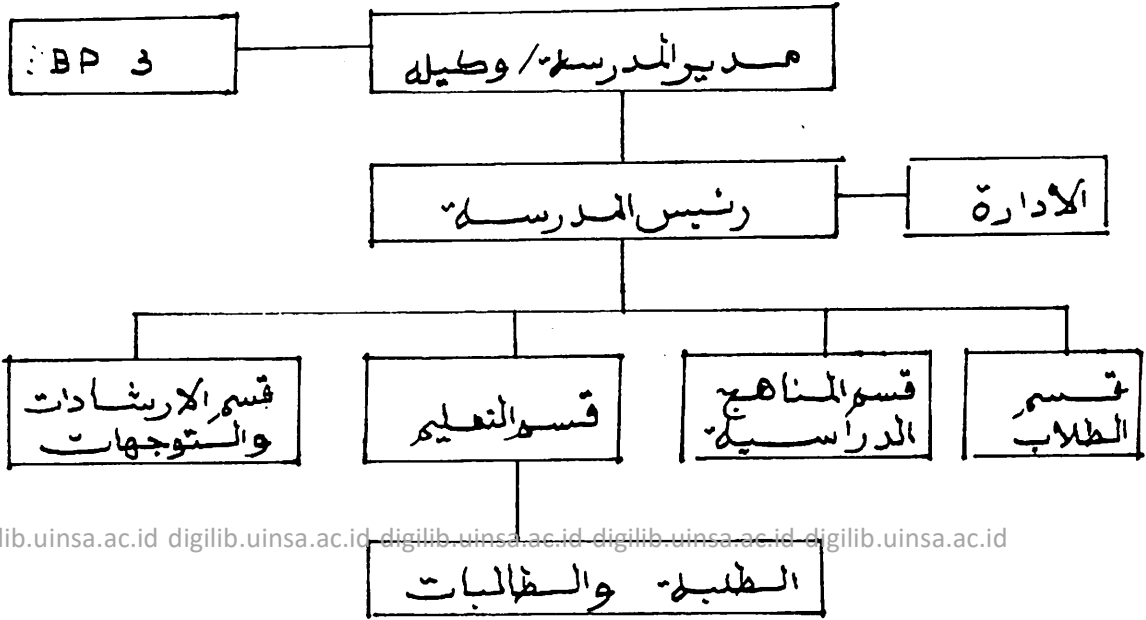 مدير المدرسة / وكيله
BP 3
رئيس المدرسة
الأدارة
قسم
الطلاب
قسم المناهج
الدراسية
قسم التعليم
قسم الارشادات
والتوجهات
lib.uinsa.ac.id digilib.uinsa.ac.id digilib.uinsa.ac.id digilib.uinsa.ac.id digilib.uinsa.ac.id
الطلبة والطالبات